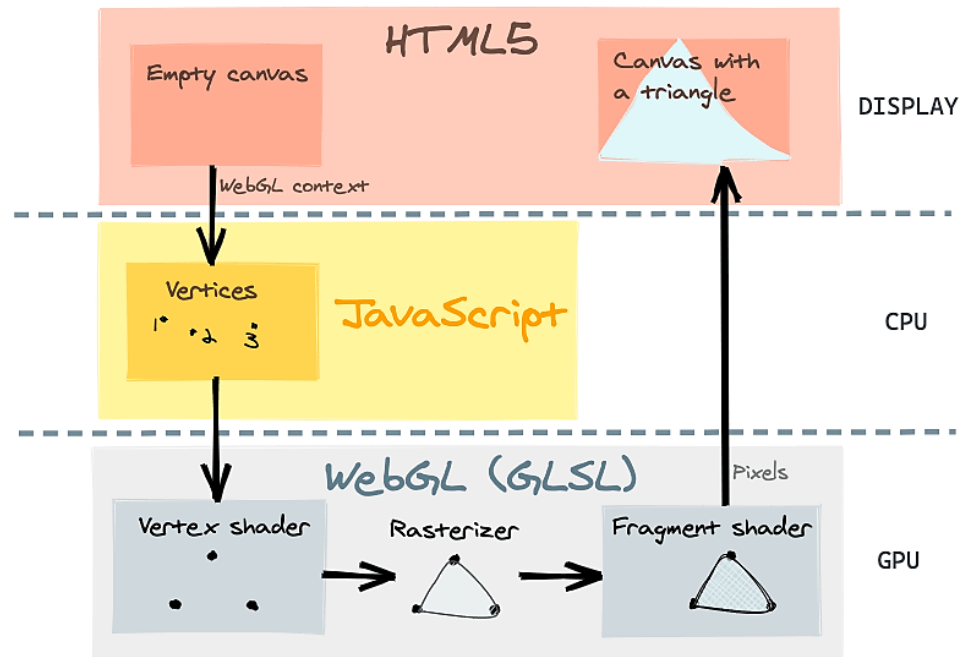 HTML5
Empty canvas
Canvas with
a triangle
DISPLAY
WebGL context
Vertices
1 2 3
JavaScript
CPU
WebGL (GLSL)
Pixels
Vertex shader
Rasterizer
Fragment shader
GPU